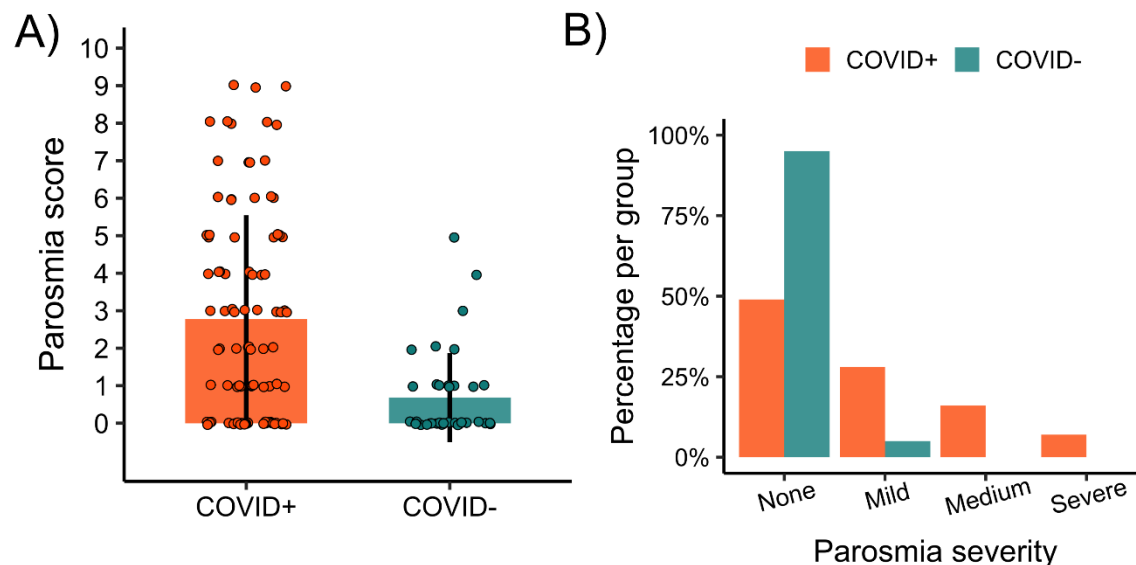 A)
Parosmia score
10
9
8
7
6
5
4
3
2
1
0
COVID+ COVID-
B)
COVID+ COVID-
Percentage per group
100%
75%
50%
25%
0%
None Mild Medium Severe
Parosmia severity